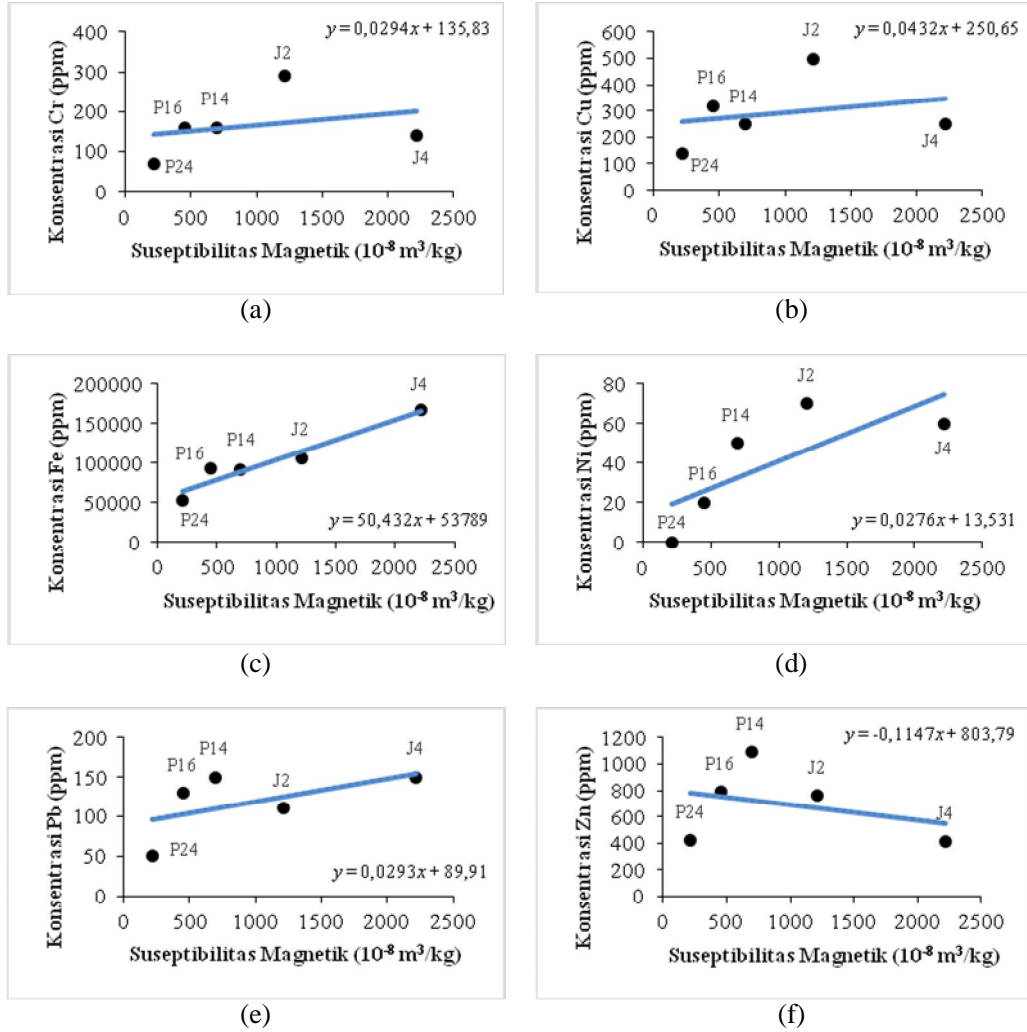 y = 0,0294x + 135,83
Konsentrasi Cr (ppm)
400
300
200
100
0
J2
P16
P14
P24
J4
0 500 1000 1500 2000 2500
Suseptibilitas Magnetik (10-8 m3/kg)
(a)
y = 0,0432x + 250,65
Konsentrasi Cu (ppm)
600
500
400
300
200
100
0
J2
P16
P14
P24
J4
0 500 1000 1500 2000 2500
Suseptibilitas Magnetik (10-8 m3/kg)
(b)
Konsentrasi Fe (ppm)
200000
150000
100000
50000
0
J4
J2
P16
P14
P24
y = 50,432x + 53789
0 500 1000 1500 2000 2500
Suseptibilitas Magnetik (10-8 m3/kg)
(c)
Konsentrasi Ni (ppm)
80
60
40
20
0
J2
P14
J4
P16
P24
y = 0,0276x + 13,531
0 500 1000 1500 2000 2500
Suseptibilitas Magnetik (10-8 m3/kg)
(d)
Konsentrasi Pb (ppm)
200
150
100
50
0
P16
P14
J4
J2
P24
y = 0,0293x + 89,91
0 500 1000 1500 2000 2500
Suseptibilitas Magnetik (10-8 m3/kg)
(e)
y = -0,1147x + 803,79
Konsentrasi Zn (ppm)
1200
1000
800
600
400
200
0
P14
P16
J2
P24
J4
0 500 1000 1500 2000 2500
Suseptibilitas Magnetik (10-8 m3/kg)
(f)